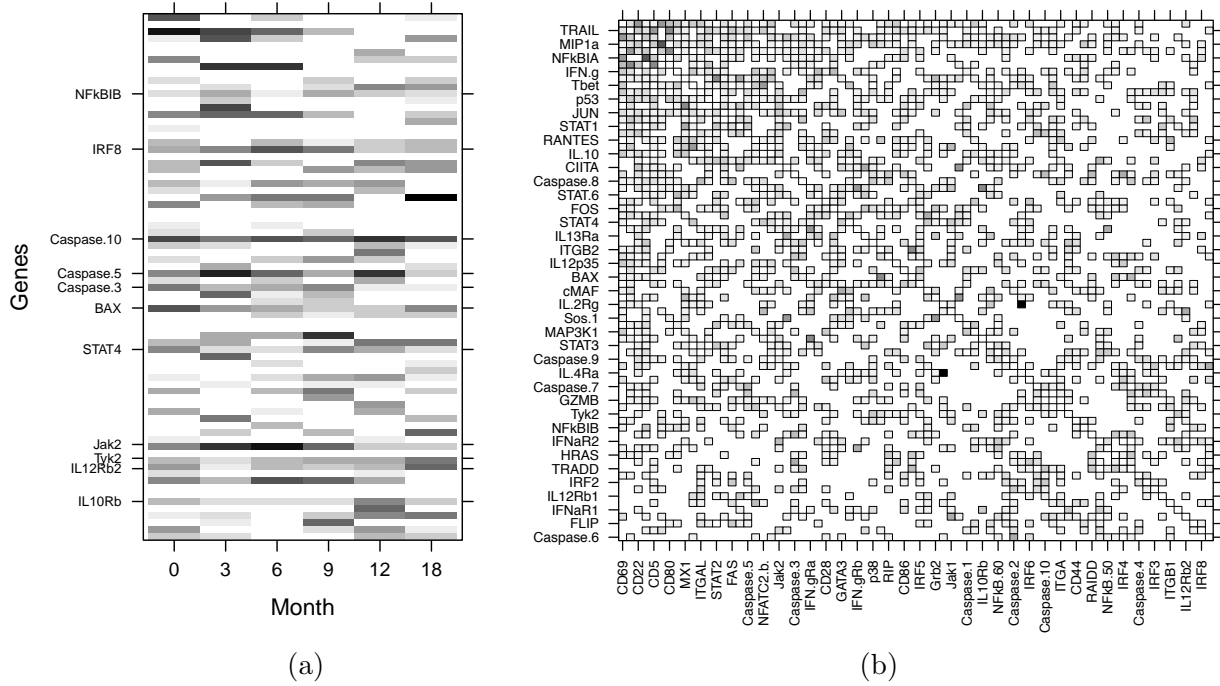 Genes
NFkBIB
IRF8
Caspase.10
Caspase.5
Caspase.3
BAX
STAT4
Jak2
Tyk2
IL12Rb2
IL10Rb
0 3 6 9 12 18
Month
(a)
TRAIL
MIP1a
NFkBIA
IFN.g
Tbet
p53
JUN
STAT1
RANTES
IL.10
CIITA
Caspase.8
STAT.6
FOS
STAT4
IL13Ra
ITGB2
IL12p35
BAX
cMAF
IL.2Rg
Sos.1
MAP3K1
STAT3
Caspase.9
IL.4Ra
Caspase.7
GZMB
Tyk2
NFkBIB
IFNaR2
HRAS
TRADD
IRF2
IL12Rb1
IFNaR1
FLIP
Caspase.6
CD69
CD22
CD5
CD80
MX1
ITGAL
STAT2
FAS
Caspase.5
NFATC2.b.
Jak2
Caspase.3
IFN.gRa
CD28
GATA3
IFN.gRb
p38
RIP
CD86
IRF5
Grb2
Jak1
Caspase.1
IL10Rb
NFkB.60
Caspase.2
IRF6
Caspase.10
ITGA
CD44
RAIDD
NFkB.50
IRF4
Caspase.4
IRF3
ITGB1
IL12Rb2
IRF8
(b)